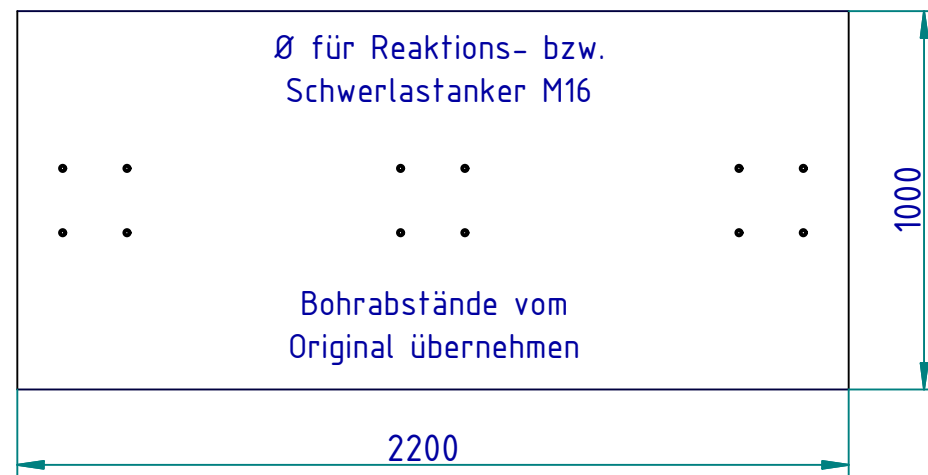 Ø für Reaktions- bzw.
Schwerlastanker M16
1000
Bohrabstände vom
Original übernehmen
2200